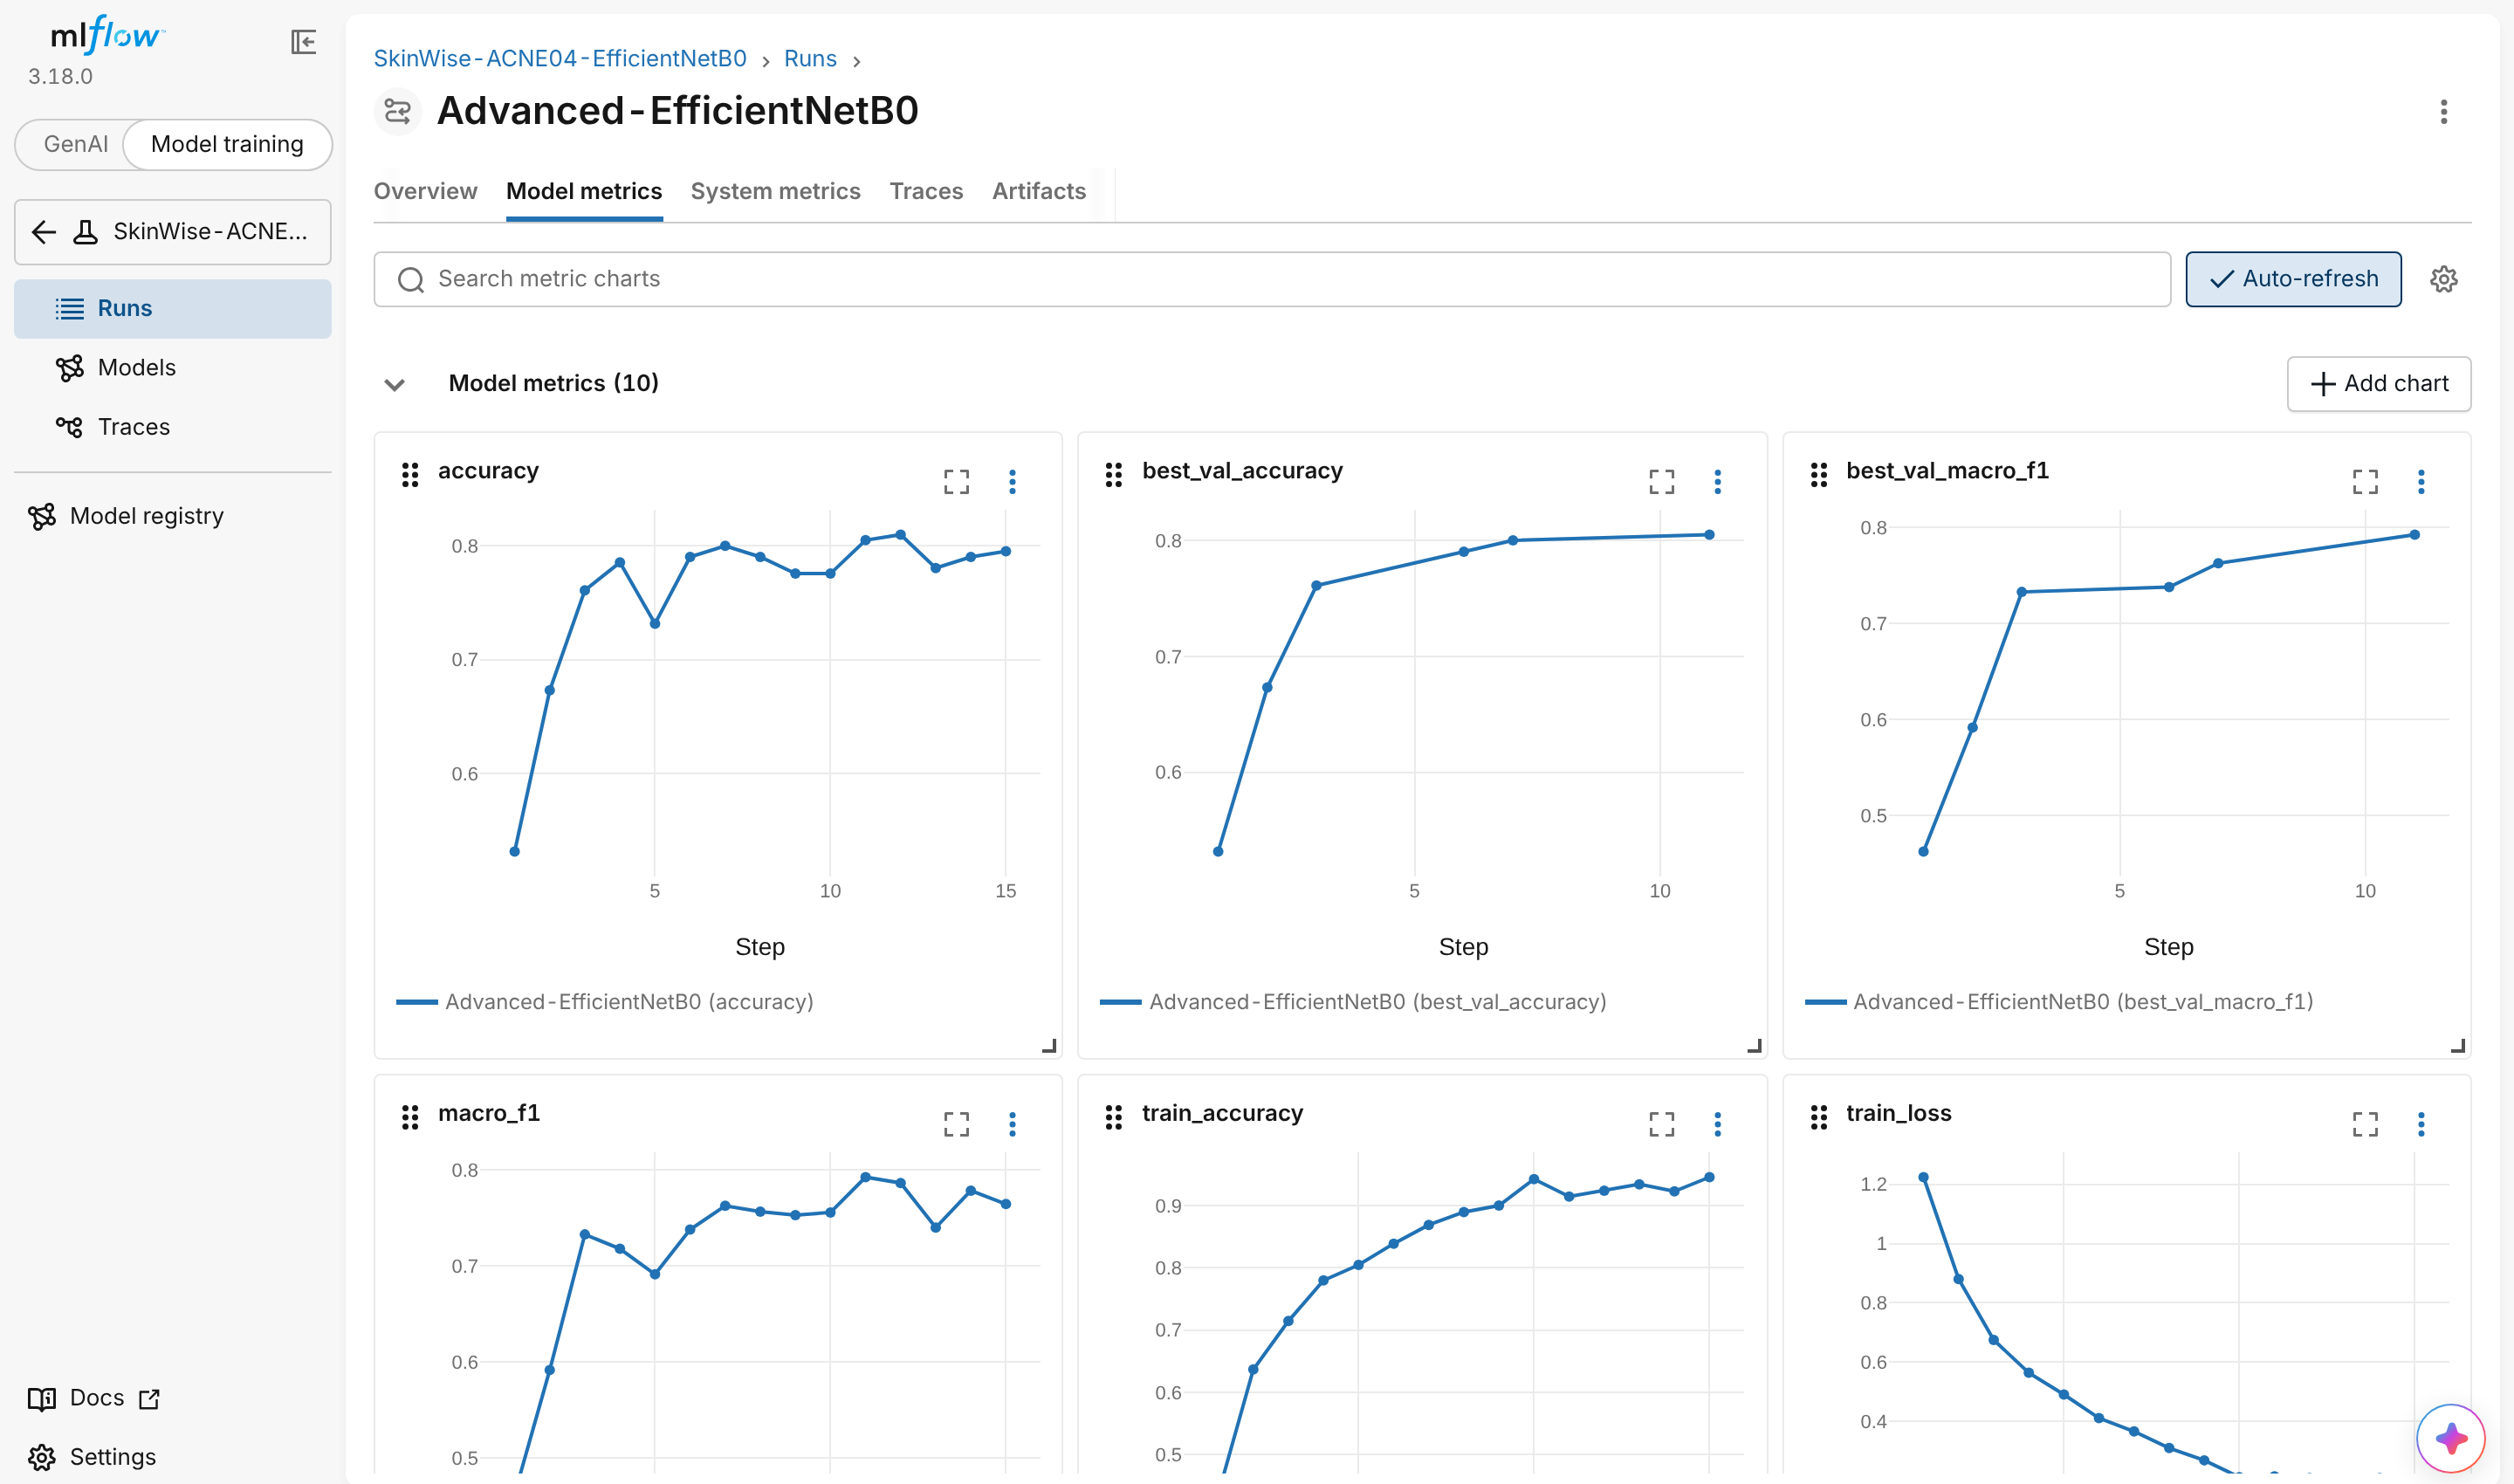 mlflow
3.18.0
GenAI Model training
SkinWise-ACNE...
Runs
Models
Traces
Model registry
Docs
Settings
SkinWise-ACNE04-EfficientNetB0 › Runs ›
Advanced-EfficientNetB0
Overview Model metrics System metrics Traces Artifacts
Search metric charts
Auto-refresh
Model metrics (10)
Add chart
accuracy
0.8
0.7
0.6
5 10 15
Step
Advanced-EfficientNetB0 (accuracy)
best_val_accuracy
0.8
0.7
0.6
5 10
Step
Advanced-EfficientNetB0 (best_val_accuracy)
best_val_macro_f1
0.8
0.7
0.6
0.5
5 10
Step
Advanced-EfficientNetB0 (best_val_macro_f1)
macro_f1
0.8
0.7
0.6
0.5
train_accuracy
0.9
0.8
0.7
0.6
0.5
train_loss
1.2
1
0.8
0.6
0.4